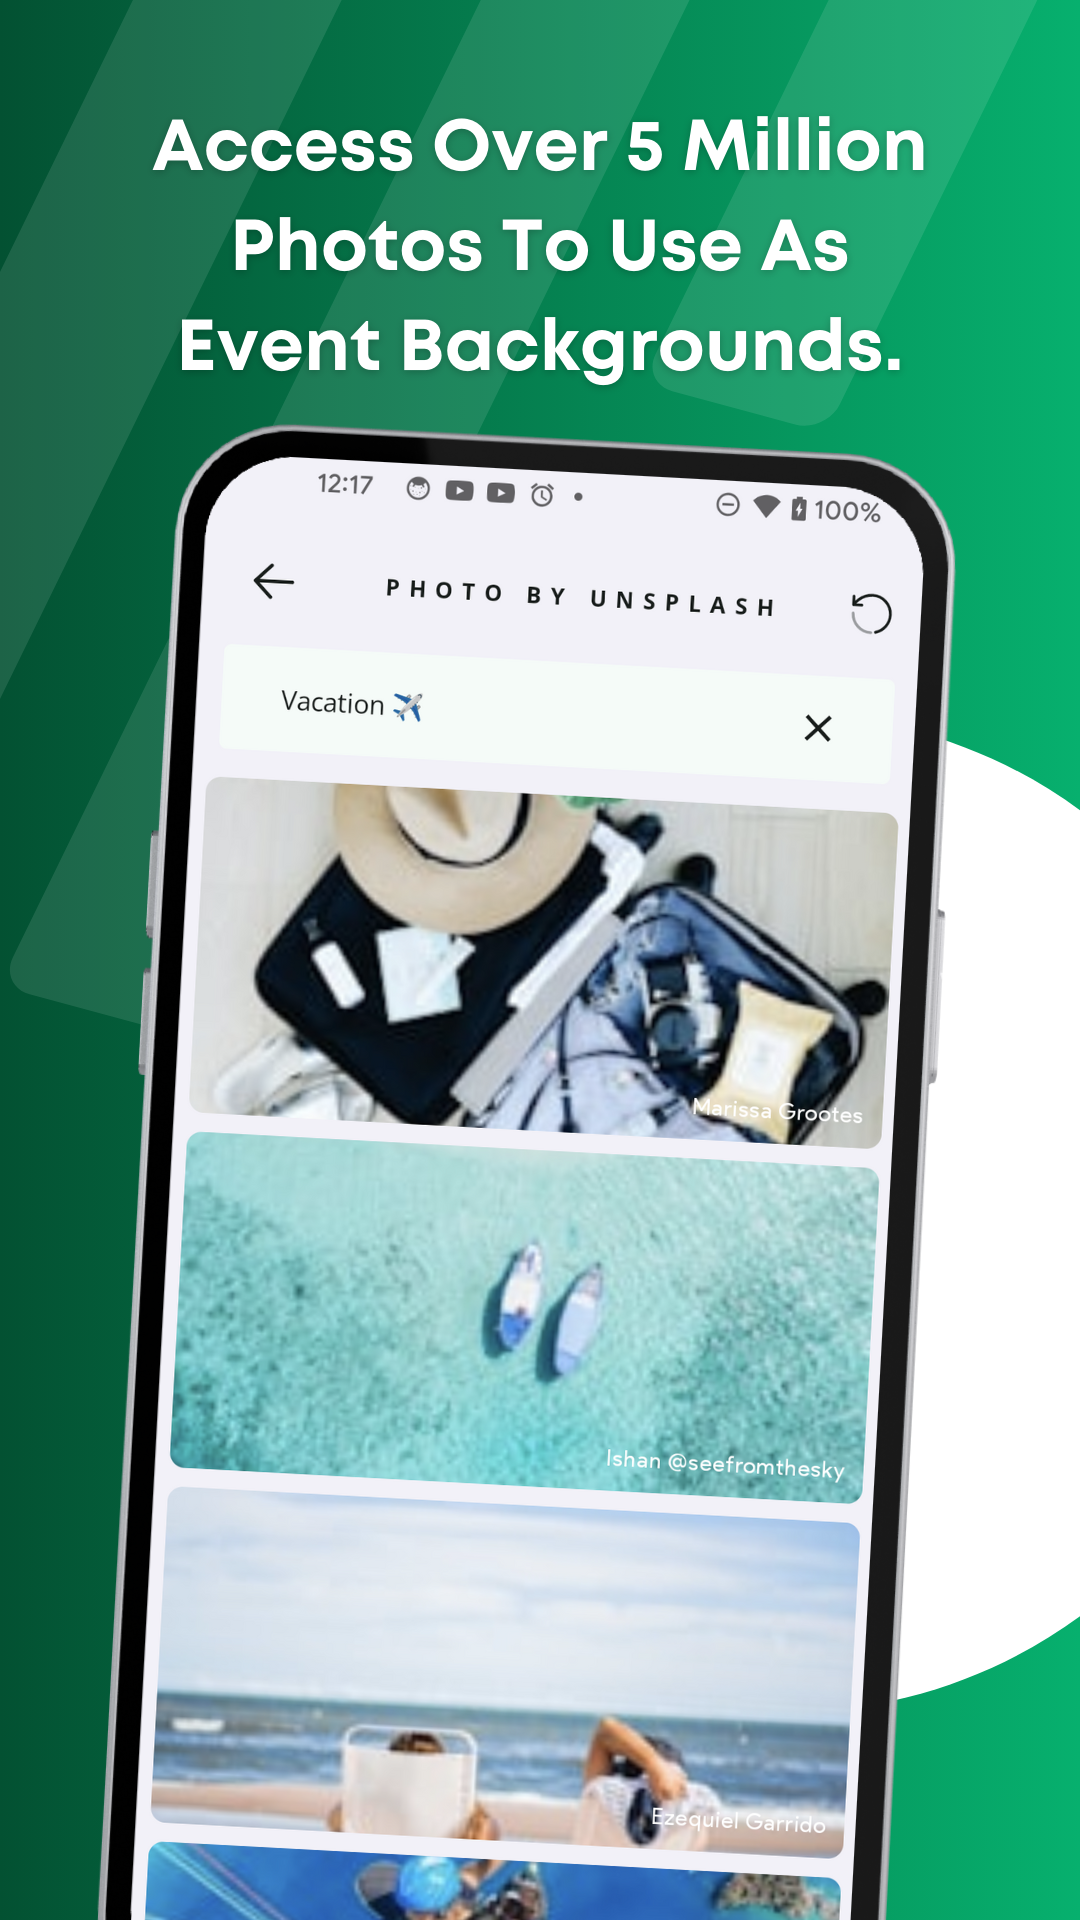 Access Over 5 Million
Photos To Use As
Event Backgrounds.
12:17
100%
PHOTO BY UNSPLASH
Vacation ✈️
Marissa Grootes
Ishan @seefromthesky
Ezequiel Garrido